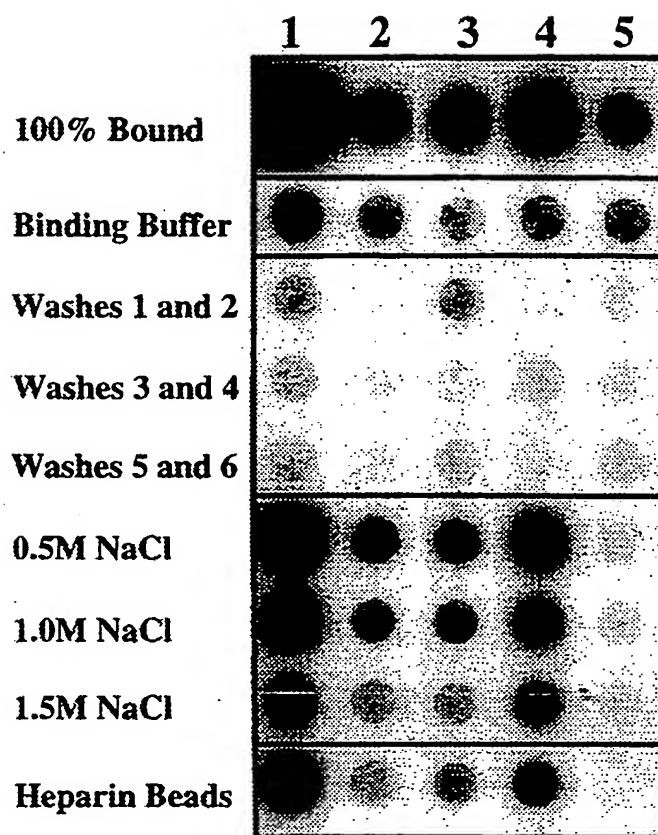 1 2 3 4 5
100% Bound
Binding Buffer
Washes 1 and 2
Washes 3 and 4
Washes 5 and 6
0.5M NaCl
1.0M NaCl
1.5M NaCl
Heparin Beads